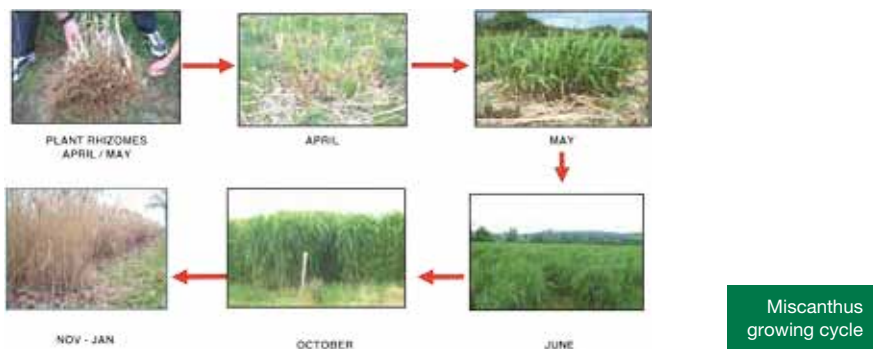 PLANT RHIZOMES
APRIL / MAY
APRIL
MAY
NOV - JAN
OCTOBER
JUNE
Miscanthus
growing cycle